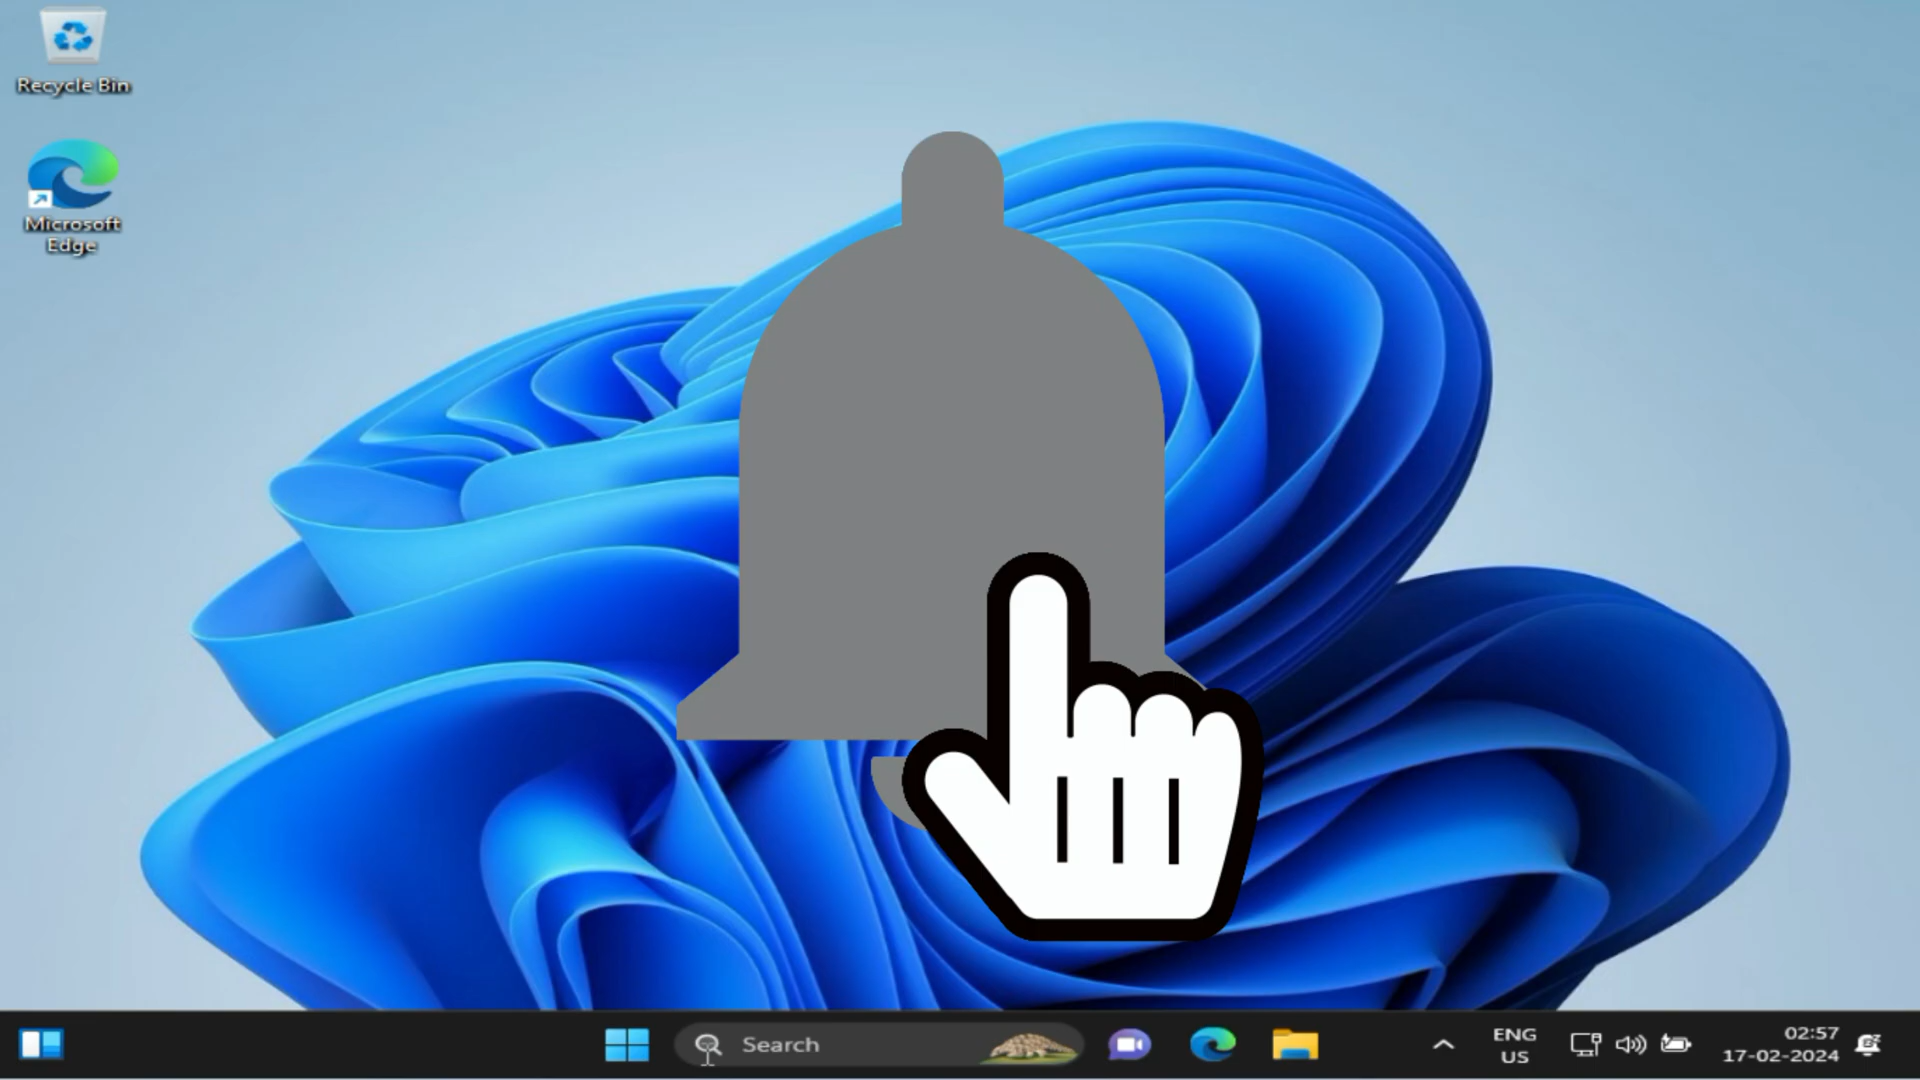 Recycle Bin
Microsoft
Edge
Search
ENG
US
02:57
17-02-2024